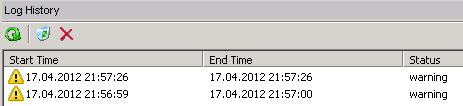 Log History
Start Time End Time Status
17.04.2012 21:57:26 17.04.2012 21:57:26 warning
17.04.2012 21:56:59 17.04.2012 21:57:00 warning